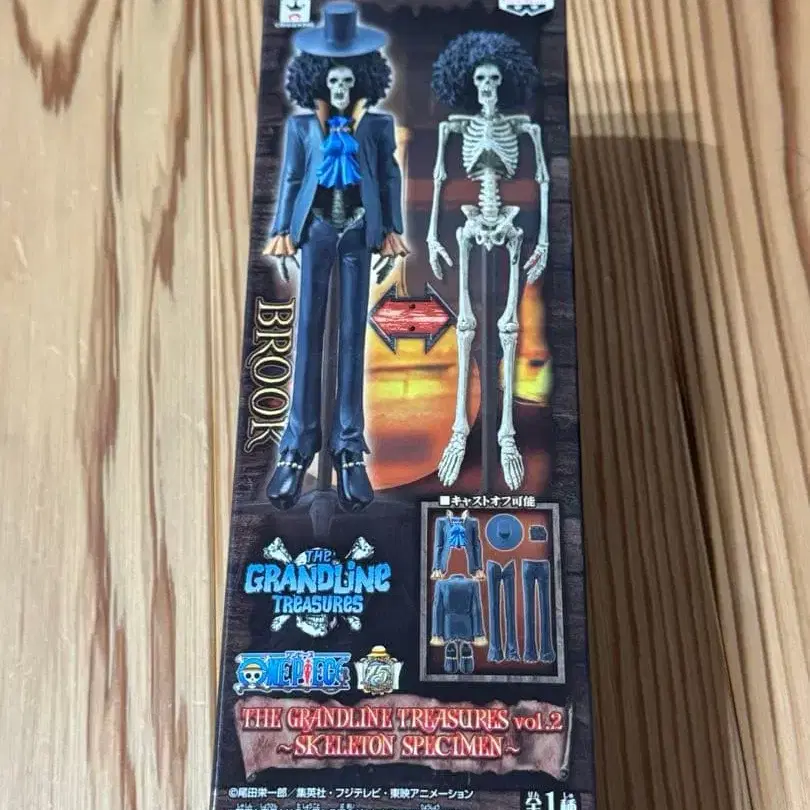 BROOK
■キャストオフ可能
THE
GRANDLINE
TREASURES
ONE PIECE
15
THE GRANDLINE TREASURES vol.2
~SKELETON SPECIMEN~
©尾田栄一郎/集英社・フジテレビ・東映アニメーション
全1種